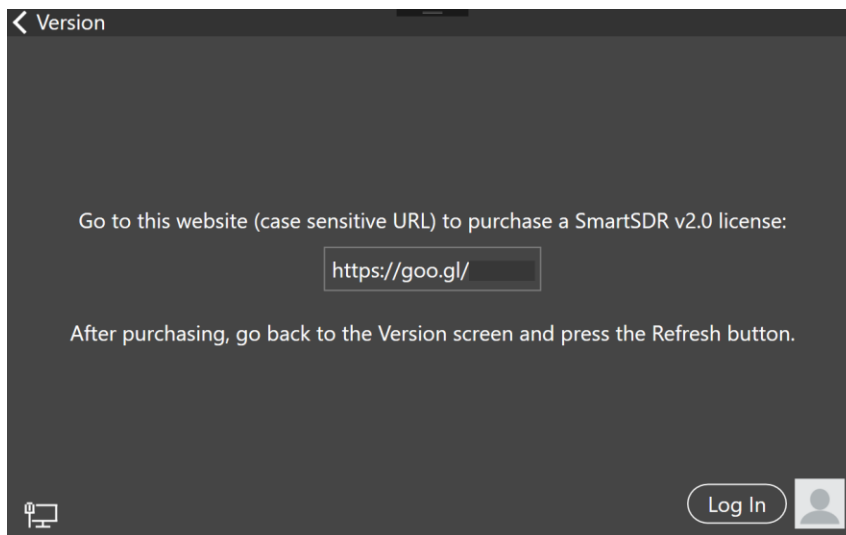 Version
Go to this website (case sensitive URL) to purchase a SmartSDR v2.0 license:
https://goo.gl/
After purchasing, go back to the Version screen and press the Refresh button.
Log In